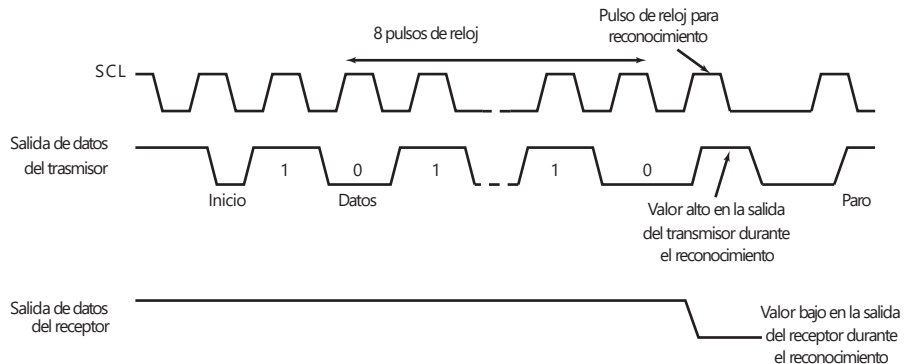 Pulso de reloj para
reconocimiento
8 pulsos de reloj
SCL
Salida de datos
del trasmisor
1
0
1
1
0
Inicio
Datos
Paro
Valor alto en la salida
del transmisor durante
el reconocimiento
Salida de datos
del receptor
Valor bajo en la salida
del receptor durante
el reconocimiento